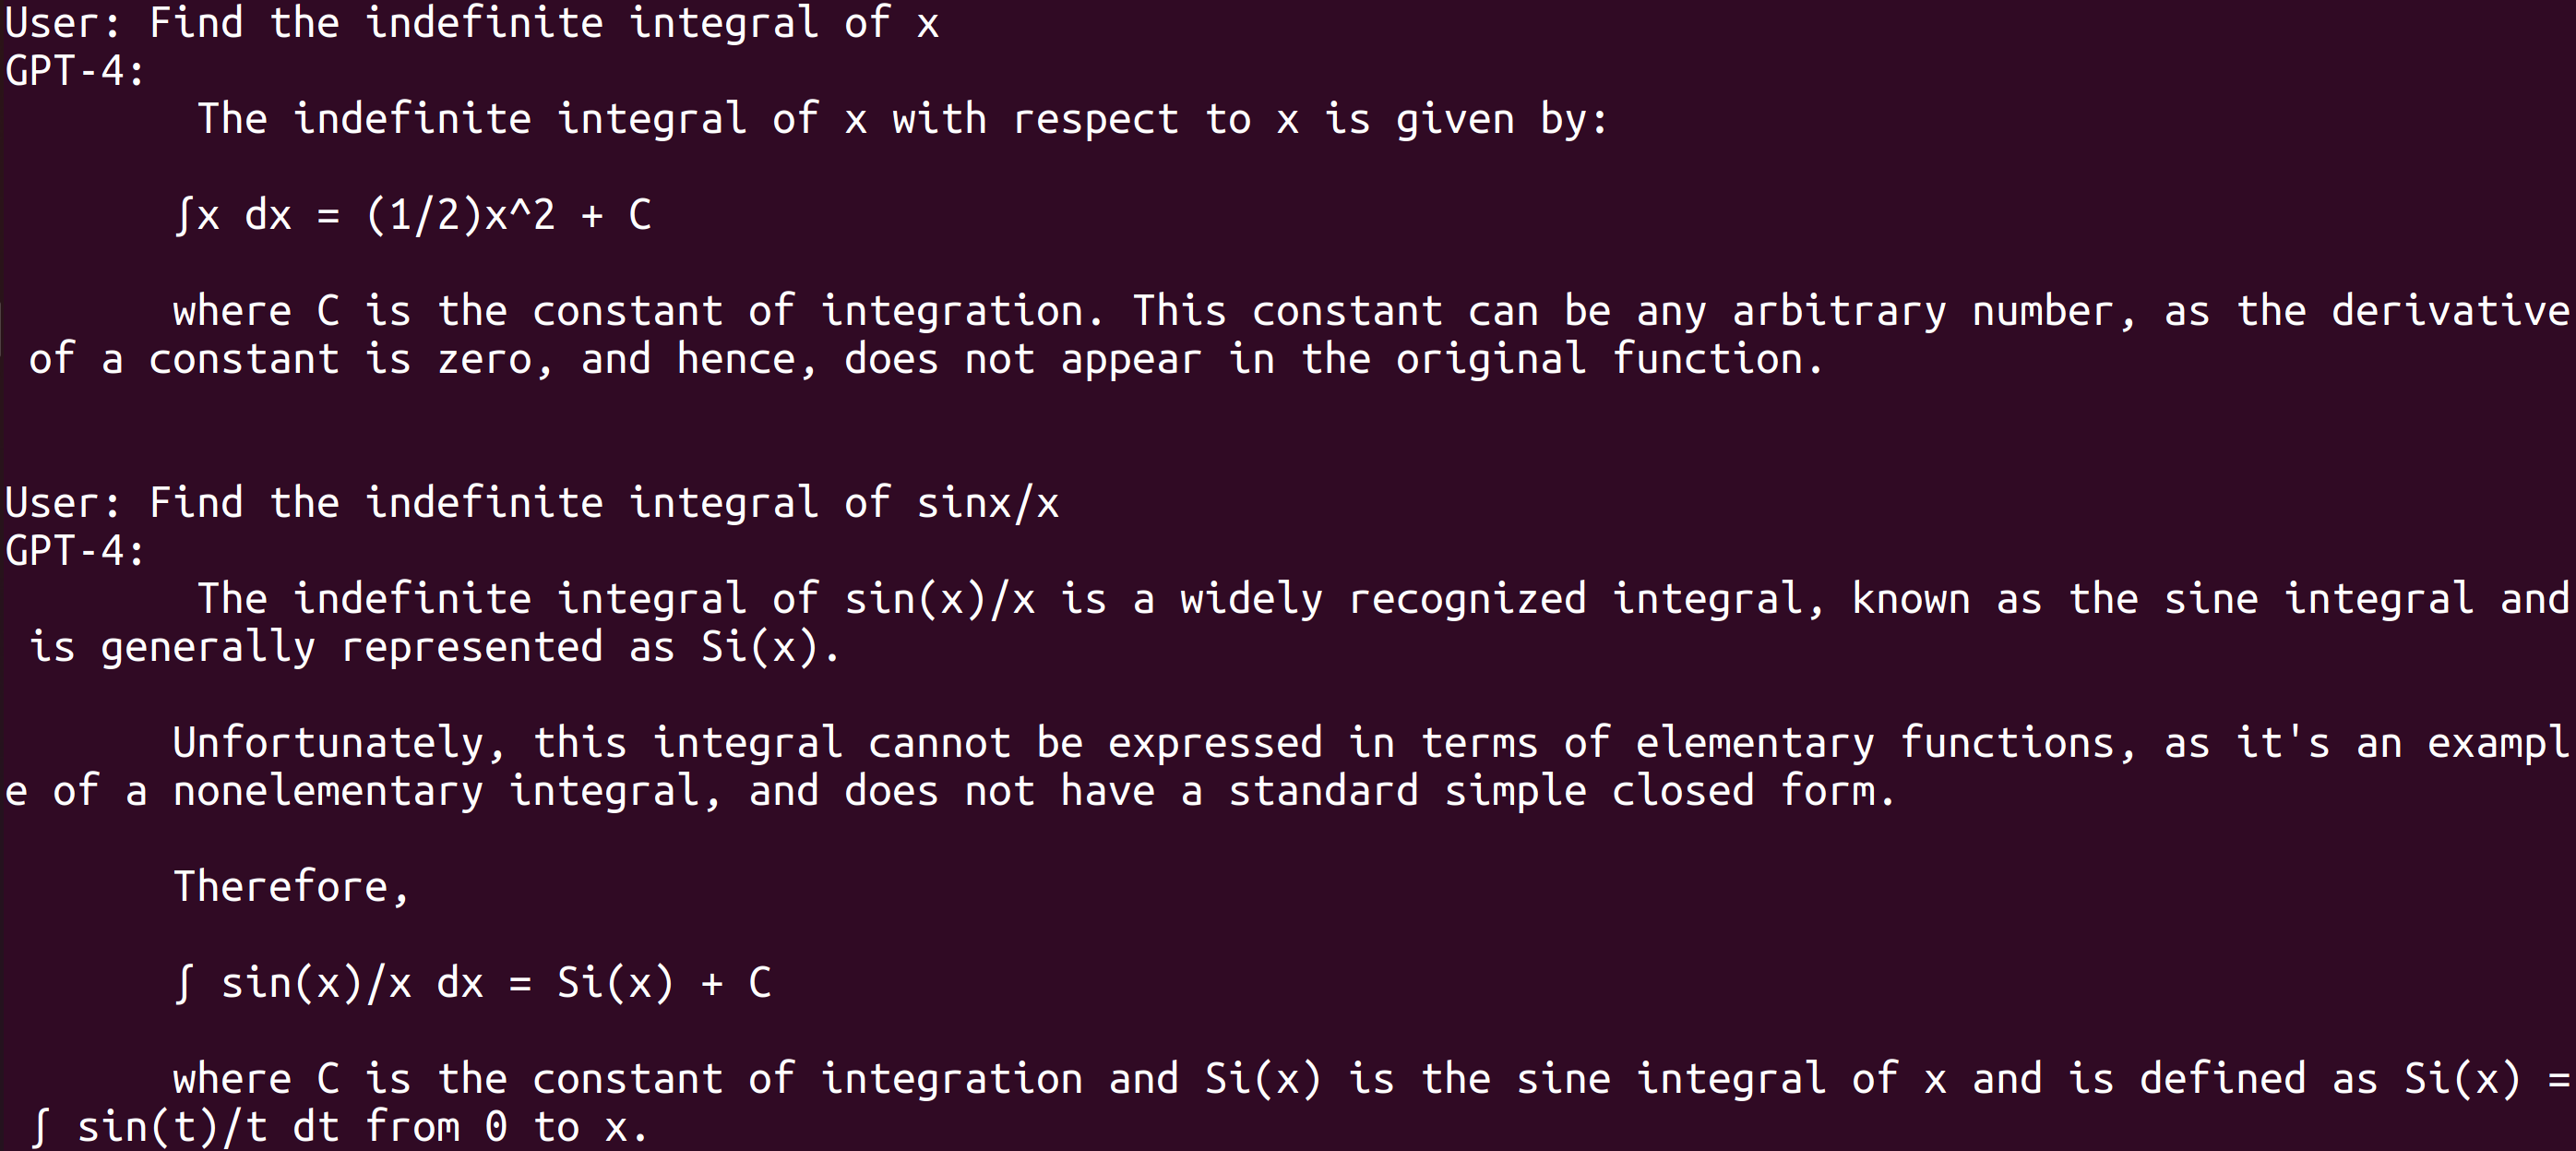 User: Find the indefinite integral of x
GPT-4:
The indefinite integral of x with respect to x is given by:
∫x dx = (1/2)x^2 + C
where C is the constant of integration. This constant can be any arbitrary number, as the derivative
of a constant is zero, and hence, does not appear in the original function.
User: Find the indefinite integral of sinx/x
GPT-4:
The indefinite integral of sin(x)/x is a widely recognized integral, known as the sine integral and
is generally represented as Si(x).
Unfortunately, this integral cannot be expressed in terms of elementary functions, as it's an exampl
e of a nonelementary integral, and does not have a standard simple closed form.
Therefore,
∫ sin(x)/x dx = Si(x) + C
where C is the constant of integration and Si(x) is the sine integral of x and is defined as Si(x) =
∫ sin(t)/t dt from 0 to x.